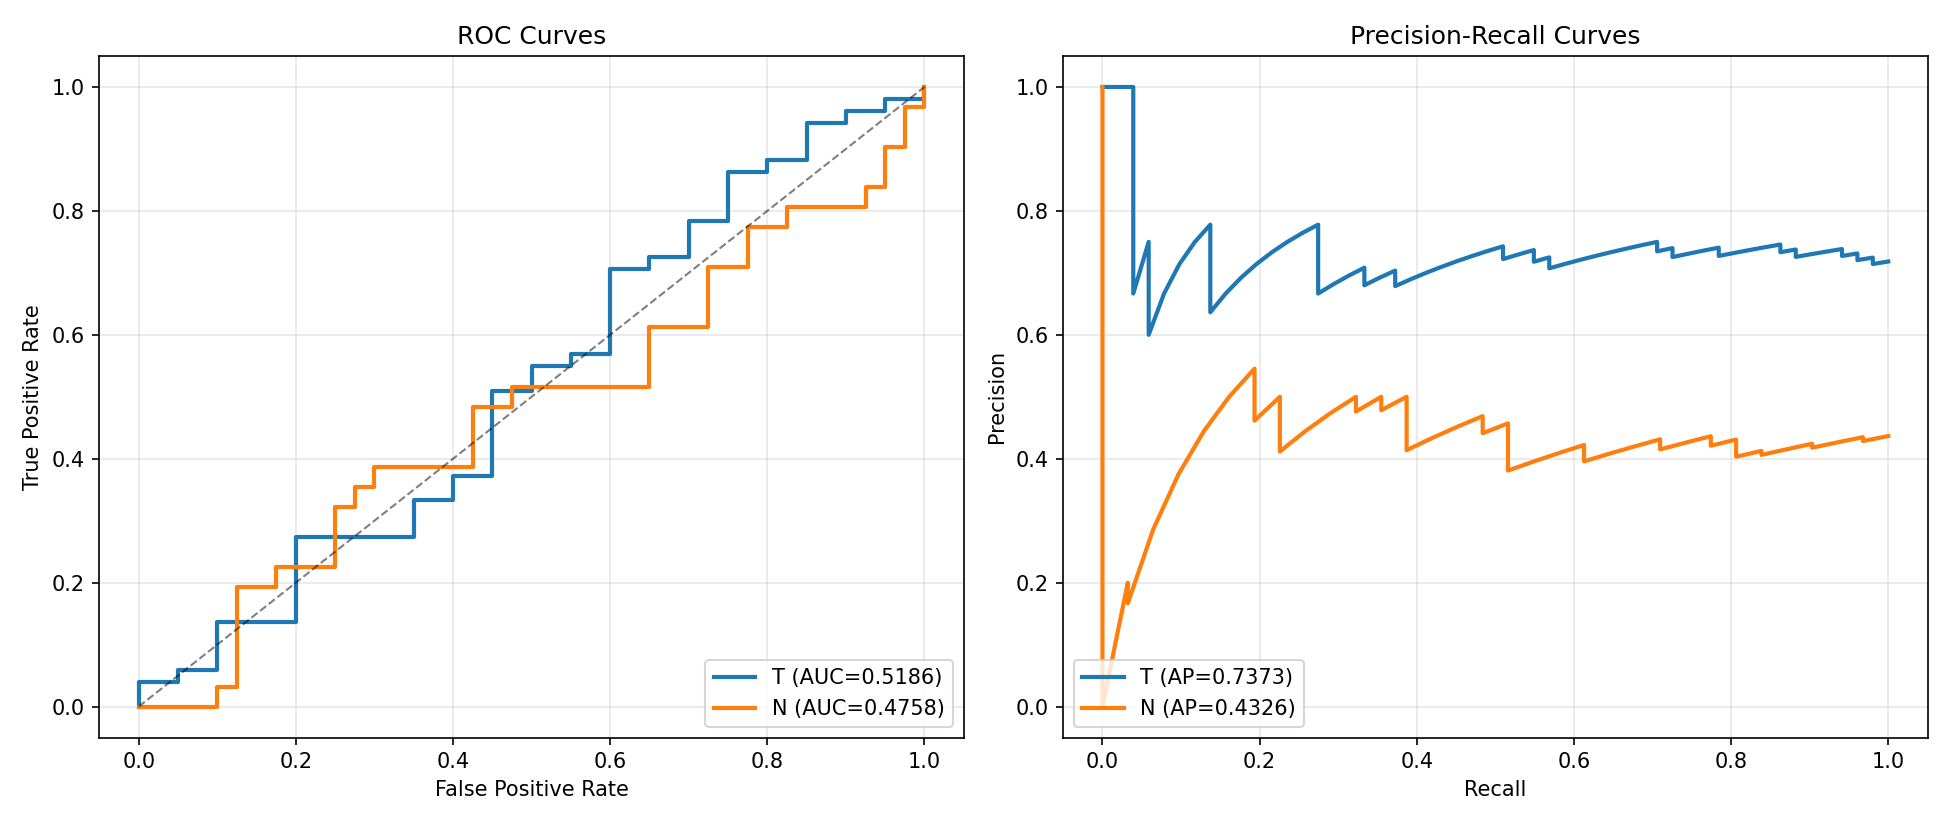 ROC Curves
True Positive Rate
1.0
0.8
0.6
0.4
0.2
0.0
T (AUC=0.5186)
N (AUC=0.4758)
0.0 0.2 0.4 0.6 0.8 1.0
False Positive Rate
Precision-Recall Curves
Precision
1.0
0.8
0.6
0.4
0.2
0.0
T (AP=0.7373)
N (AP=0.4326)
0.0 0.2 0.4 0.6 0.8 1.0
Recall